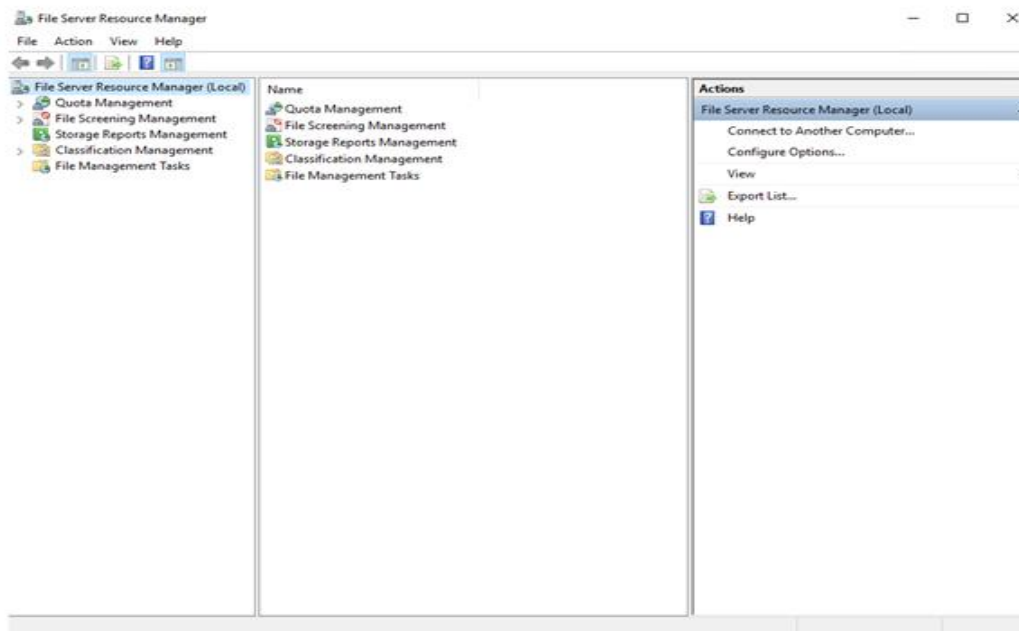 File Server Resource Manager
File Action View Help
File Server Resource Manager (Local)
Quota Management
File Screening Management
Storage Reports Management
Classification Management
File Management Tasks
Name
Quota Management
File Screening Management
Storage Reports Management
Classification Management
File Management Tasks
Actions
File Server Resource Manager (Local)
Connect to Another Computer...
Configure Options...
View
Export List...
Help